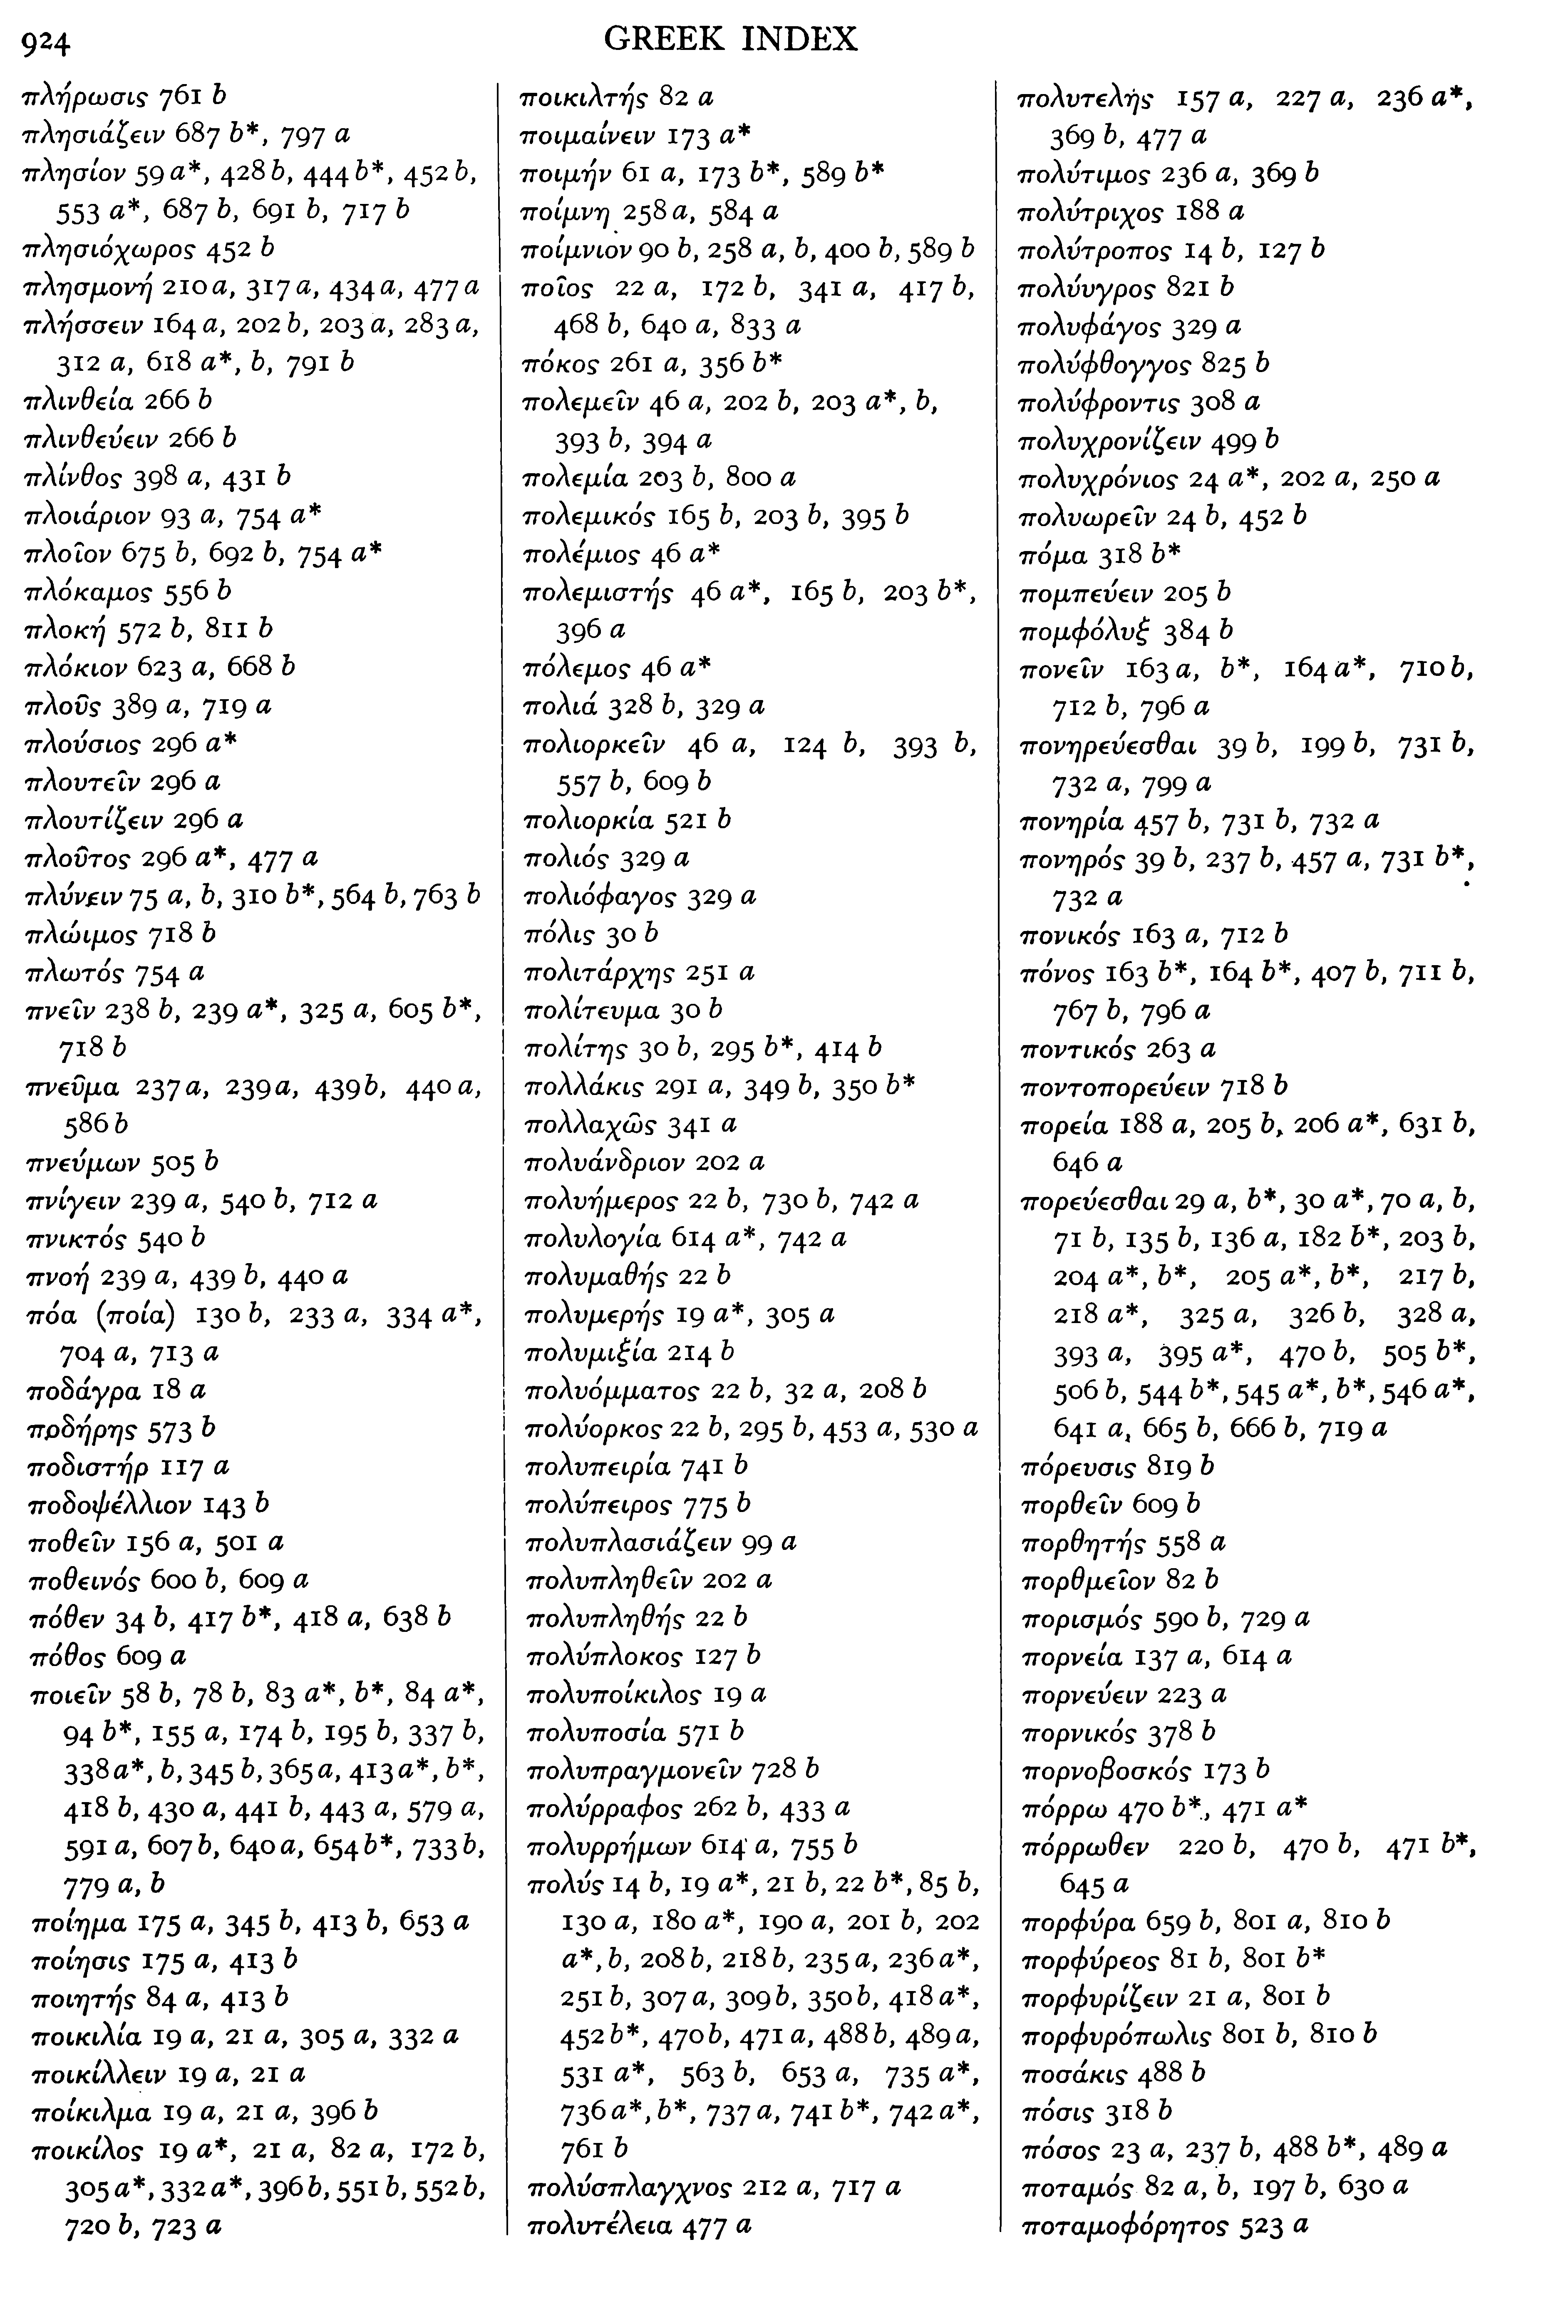 924
GREEK INDEX
πλήρωσις 761 b
πλησιάζειν 687 b*, 797 a
πλησίον 59 a*, 428 b, 444 b*, 452 b,
553 a*, 687 b, 691 b, 717 b
πλησιόχωρος 452 b
πλησμονή 210 a, 317 a, 434 a, 477 a
πλήσσειν 164 a, 202 b, 203 a, 283 a,
312 a, 618 a*, b, 791 b
πλινθεία 266 b
πλινθεύειν 266 b
πλίνθος 398 a, 431 b
πλοιάριον 93 a, 754 a*
πλοῖον 675 b, 692 b, 754 a*
πλόκαμος 556 b
πλοκή 572 b, 811 b
πλόκιον 623 a, 668 b
πλοῦς 389 a, 719 a
πλούσιος 296 a*
πλουτεῖν 296 a
πλουτίζειν 296 a
πλοῦτος 296 a*, 477 a
πλύνειν 75 a, b, 310 b*, 564 b, 763 b
πλώιμος 718 b
πλωτός 754 a
πνεῖν 238 b, 239 a*, 325 a, 605 b*,
718 b
πνεῦμα 237 a, 239 a, 439 b, 440 a,
586 b
πνεύμων 505 b
πνίγειν 239 a, 540 b, 712 a
πνικτός 540 b
πνοή 239 a, 439 b, 440 a
πόα (ποία) 130 b, 233 a, 334 a*,
704 a, 713 a
ποδάγρα 18 a
ποδήρης 573 b
ποδιστήρ 117 a
ποδοψέλλιον 143 b
ποθεῖν 156 a, 501 a
ποθεινός 600 b, 609 a
πόθεν 34 b, 417 b*, 418 a, 638 b
πόθος 609 a
ποιεῖν 58 b, 78 b, 83 a*, b*, 84 a*,
94 b*, 155 a, 174 b, 195 b, 337 b,
338 a*, b, 345 b, 365 a, 413 a*, b*,
418 b, 430 a, 441 b, 443 a, 579 a,
591 a, 607 b, 640 a, 654 b*, 733 b,
779 a, b
ποίημα 175 a, 345 b, 413 b, 653 a
ποίησις 175 a, 413 b
ποιητής 84 a, 413 b
ποικιλία 19 a, 21 a, 305 a, 332 a
ποικίλλειν 19 a, 21 a
ποίκιλμα 19 a, 21 a, 396 b
ποικίλος 19 a*, 21 a, 82 a, 172 b,
305 a*, 332 a*, 396 b, 551 b, 552 b,
720 b, 723 a
ποικιλτής 82 a
ποιμαίνειν 173 a*
ποιμήν 61 a, 173 b*, 589 b*
ποίμνη 258 a, 584 a
ποίμνιον 90 b, 258 a, b, 400 b, 589 b
ποῖος 22 a, 172 b, 341 a, 417 b,
468 b, 640 a, 833 a
πόκος 261 a, 356 b*
πολεμεῖν 46 a, 202 b, 203 a*, b,
393 b, 394 a
πολεμία 203 b, 800 a
πολεμικός 165 b, 203 b, 395 b
πολέμιος 46 a*
πολεμιστής 46 a*, 165 b, 203 b*,
396 a
πόλεμος 46 a*
πολιά 328 b, 329 a
πολιορκεῖν 46 a, 124 b, 393 b,
557 b, 609 b
πολιορκία 521 b
πολιός 329 a
πολιόφαγος 329 a
πόλις 30 b
πολιτάρχης 251 a
πολίτευμα 30 b
πολίτης 30 b, 295 b*, 414 b
πολλάκις 291 a, 349 b, 350 b*
πολλαχῶς 341 a
πολυάνδριον 202 a
πολυήμερος 22 b, 730 b, 742 a
πολυλογία 614 a*, 742 a
πολυμαθής 22 b
πολυμερής 19 a*, 305 a
πολυμιξία 214 b
πολυόμματος 22 b, 32 a, 208 b
πολύορκος 22 b, 295 b, 453 a, 530 a
πολυπειρία 741 b
πολύπειρος 775 b
πολυπλασιάζειν 99 a
πολυπληθεῖν 202 a
πολυπληθής 22 b
πολύπλοκος 127 b
πολυποίκιλος 19 a
πολυποσία 571 b
πολυπραγμονεῖν 728 b
πολύρραφος 262 b, 433 a
πολυρρήμων 614 a, 755 b
πολύς 14 b, 19 a*, 21 b, 22 b*, 85 b,
130 a, 180 a*, 190 a, 201 b, 202
a*, b, 208 b, 218 b, 235 a, 236 a*,
251 b, 307 a, 309 b, 350 b, 418 a*,
452 b*, 470 b, 471 a, 488 b, 489 a,
531 a*, 563 b, 653 a, 735 a*,
736 a*, b*, 737 a, 741 b*, 742 a*,
761 b
πολύσπλαγχνος 212 a, 717 a
πολυτέλεια 477 a
πολυτελής 157 a, 227 a, 236 a*,
369 b, 477 a
πολύτιμος 236 a, 369 b
πολύτριχος 188 a
πολύτροπος 14 b, 127 b
πολύυγρος 821 b
πολυφάγος 329 a
πολύφθογγος 825 b
πολύφροντις 308 a
πολυχρονίζειν 499 b
πολυχρόνιος 24 a*, 202 a, 250 a
πολυωρεῖν 24 b, 452 b
πόμα 318 b*
πομπεύειν 205 b
πομφόλυξ 384 b
πονεῖν 163 a, b*, 164 a*, 710 b,
712 b, 796 a
πονηρεύεσθαι 39 b, 199 b, 731 b,
732 a, 799 a
πονηρία 457 b, 731 b, 732 a
πονηρός 39 b, 237 b, 457 a, 731 b*,
732 a
πονικός 163 a, 712 b
πόνος 163 b*, 164 b*, 407 b, 711 b,
767 b, 796 a
ποντικός 263 a
ποντοπορεύειν 718 b
πορεία 188 a, 205 b, 206 a*, 631 b,
646 a
πορεύεσθαι 29 a, b*, 30 a*, 70 a, b,
71 b, 135 b, 136 a, 182 b*, 203 b,
204 a*, b*, 205 a*, b*, 217 b,
218 a*, 325 a, 326 b, 328 a,
393 a, 395 a*, 470 b, 505 b*,
506 b, 544 b*, 545 a*, b*, 546 a*,
641 a, 665 b, 666 b, 719 a
πόρευσις 819 b
πορθεῖν 609 b
πορθητής 558 a
πορθμεῖον 82 b
πορισμός 590 b, 729 a
πορνεία 137 a, 614 a
πορνεύειν 223 a
πορνικός 378 b
πορνοβοσκός 173 b
πόρρω 470 b*, 471 a*
πόρρωθεν 220 b, 470 b, 471 b*,
645 a
πορφύρα 659 b, 801 a, 810 b
πορφύρεος 81 b, 801 b*
πορφυρίζειν 21 a, 801 b
πορφυρόπωλις 801 b, 810 b
ποσάκις 488 b
πόσις 318 b
πόσος 23 a, 237 b, 488 b*, 489 a
ποταμός 82 a, b, 197 b, 630 a
ποταμοφόρητος 523 a